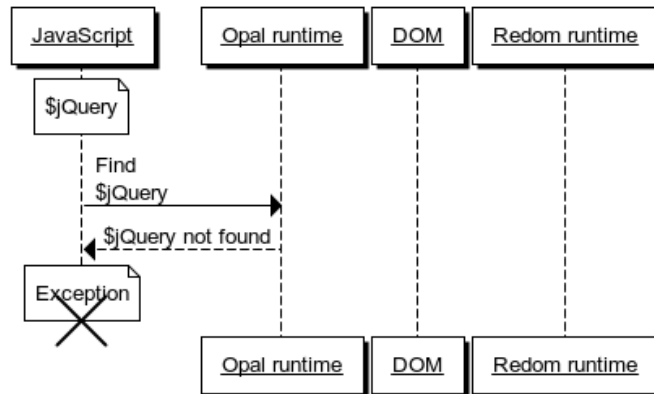 JavaScript
Opal runtime
DOM
Redom runtime
$jQuery
Find
$jQuery
$jQuery not found
Exception
Opal runtime
DOM
Redom runtime